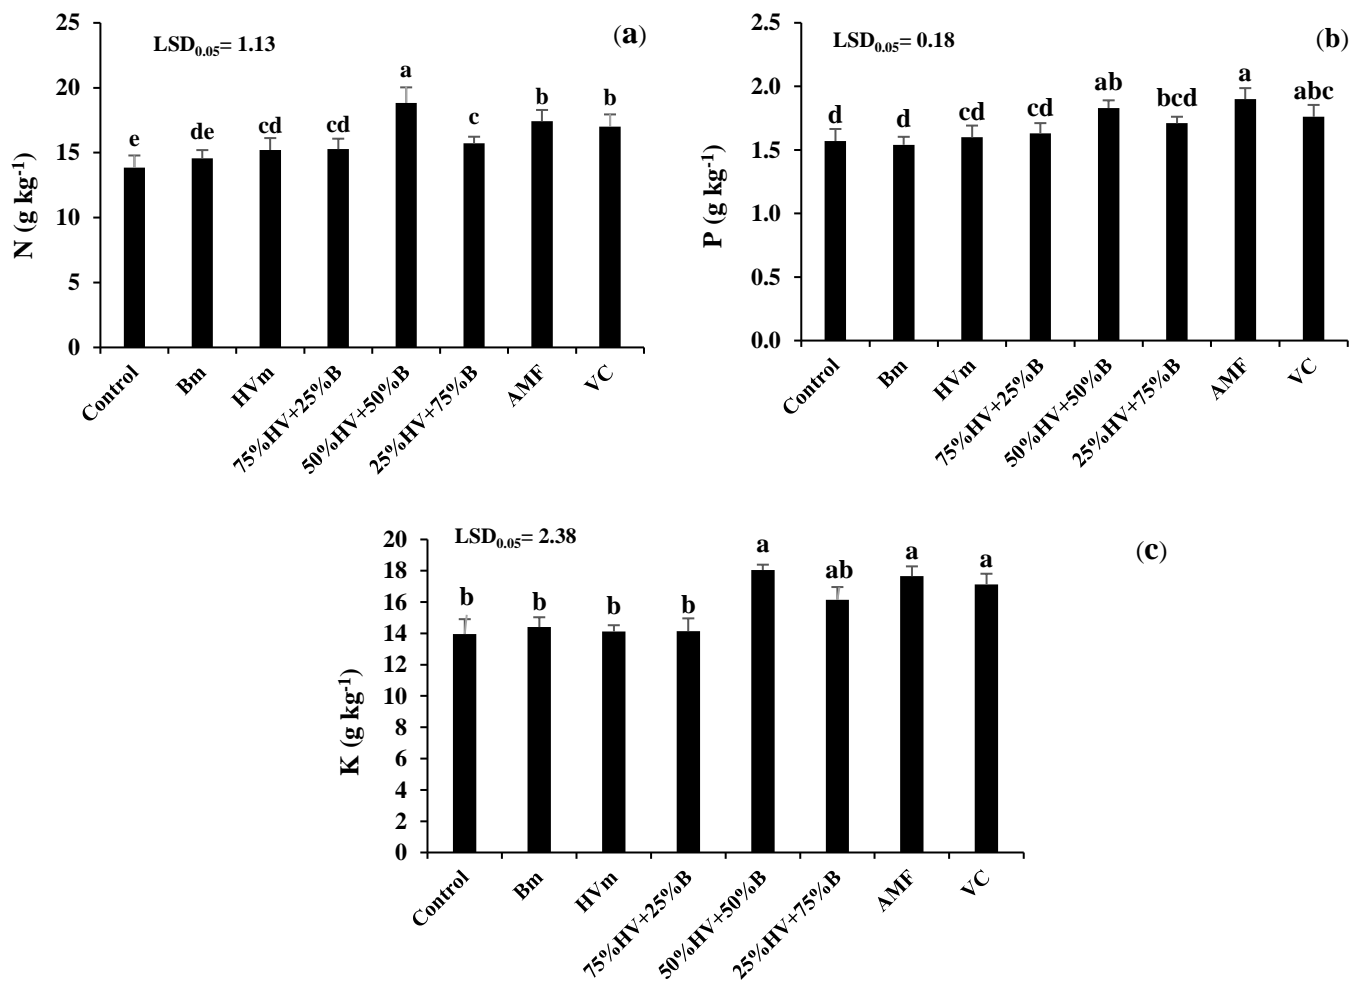 LSD0.05= 1.13
(a)
N (g kg-1)
25
20
15
10
5
0
e
de
cd
cd
a
c
b
b
Control
Bm
HVm
75%HV+25%B
50%HV+50%B
25%HV+75%B
AMF
VC
LSD0.05= 0.18
(b)
P (g kg-1)
2.5
2.0
1.5
1.0
0.5
0.0
d
d
cd
cd
ab
bcd
a
abc
Control
Bm
HVm
75%HV+25%B
50%HV+50%B
25%HV+75%B
AMF
VC
LSD0.05= 2.38
(c)
K (g kg-1)
20
18
16
14
12
10
8
6
4
2
0
b
b
b
b
a
ab
a
a
Control
Bm
HVm
75%HV+25%B
50%HV+50%B
25%HV+75%B
AMF
VC